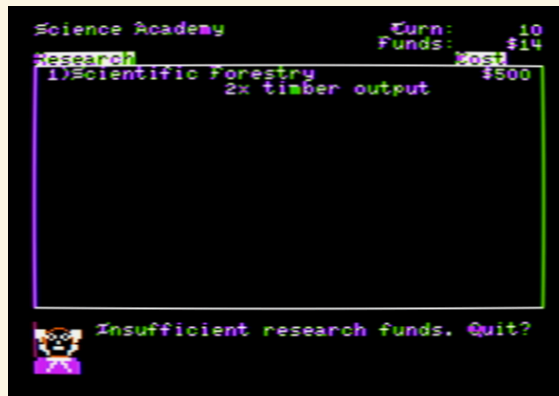 Science Academy Turn: 10
Funds: $14
Research Cost
1)Scientific Forestry $500
2x timber output
Insufficient research funds. Quit?